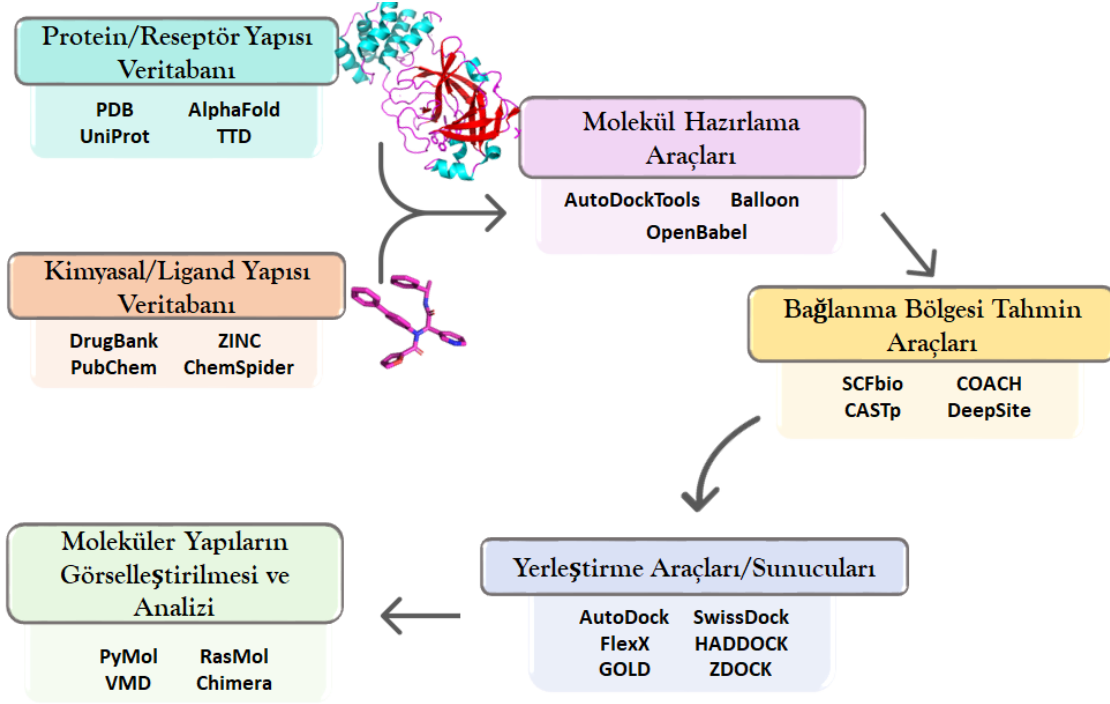 Protein/Reseptör Yapısı
Veritabanı
PDB AlphaFold
UniProt TTD
Molekül Hazırlama
Araçları
AutoDockTools Balloon
OpenBabel
Kimyasal/Ligand Yapısı
Veritabanı
DrugBank ZINC
PubChem ChemSpider
Bağlanma Bölgesi Tahmin
Araçları
SCFbio COACH
CASTp DeepSite
Yerleştirme Araçları/Sunucuları
AutoDock SwissDock
FlexX HADDOCK
GOLD ZDOCK
Moleküler Yapıların
Görselleştirilmesi ve
Analizi
PyMol RasMol
VMD Chimera